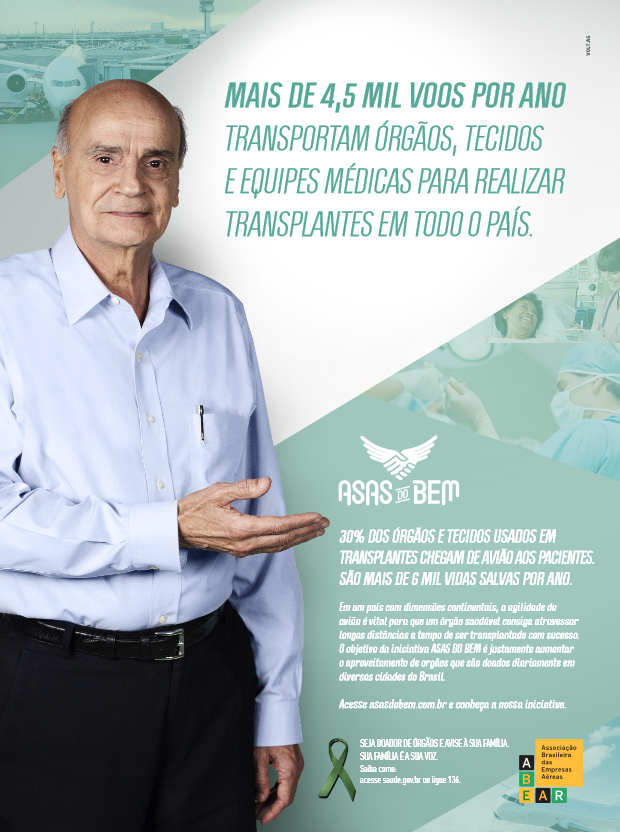 VOLT.AG
MAIS DE 4,5 MIL VOOS POR ANO
TRANSPORTAM ÓRGÃOS, TECIDOS
E EQUIPES MÉDICAS PARA REALIZAR
TRANSPLANTES EM TODO O PAÍS.
ASAS DO BEM
30% DOS ÓRGÃOS E TECIDOS USADOS EM
TRANSPLANTES CHEGAM DE AVIÃO AOS PACIENTES.
SÃO MAIS DE 6 MIL VIDAS SALVAS POR ANO.
Em um país com dimensões continentais, a agilidade do
avião é vital para que um órgão saudável consiga atravessar
longas distâncias a tempo de ser transplantado com sucesso.
O objetivo da iniciativa ASAS DO BEM é justamente aumentar
o aproveitamento de orgãos que são doados diariamente em
diversas cidades do Brasil.
Acesse asasdobem.com.br e conheça a nossa iniciativa.
SEJA DOADOR DE ÓRGÃOS E AVISE À SUA FAMÍLIA.
SUA FAMÍLIA É A SUA VOZ.
Saiba como:
acesse saude.gov.br ou ligue 136.
Associação
Brasileira
das
Empresas
Aéreas
ABEAR